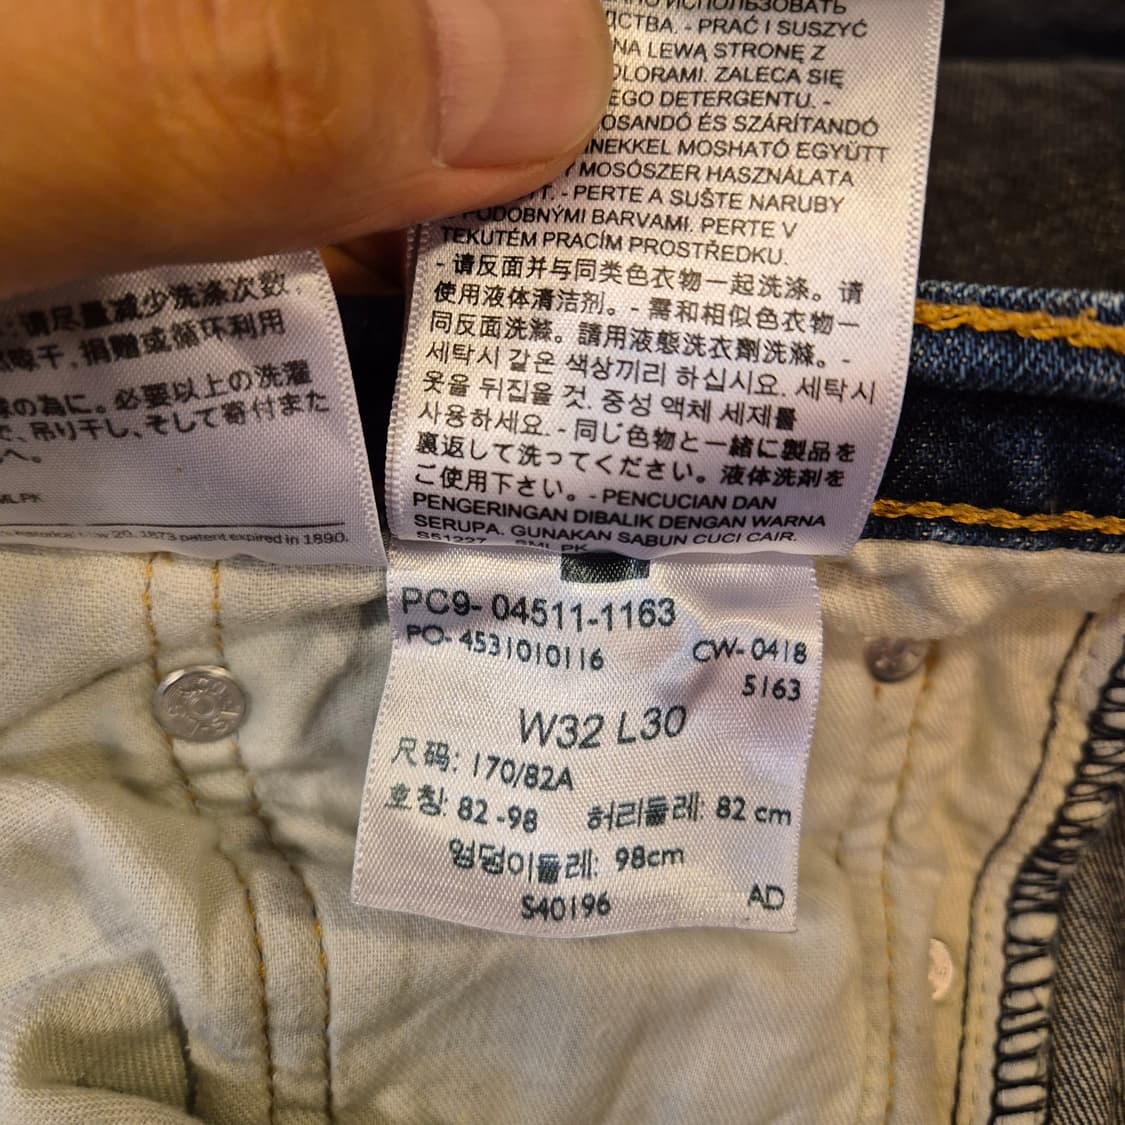 ИСПОЛЬЗОВАТЬ
- PRAĆ I SUSZYĆ
NA LEWĄ STRONĘ Z
ZALECA SIĘ
DETERGENTU. -
ÉS SZÁRÍTANDÓ
MOSHATÓ EGYÜTT
MOSÓSZER HASZNÁLATA
- PERTE A SUŠTE NARUBY
BARVAMI. PERTE V
TEKUTÉM PRACÍM PROSTŘEDKU.
- 请反面并与同类色衣物一起洗涤。请
使用液体清洁剂。- 需和相似色衣物一
同反面洗滌。請用液態洗衣劑洗滌。-
세탁시 같은 색상끼리 하십시요. 세탁시
옷을 뒤집을 것. 중성 액체 세제를
사용하세요. - 同じ色物と一緒に製品を
裏返して洗ってください。液体洗剤を
ご使用下さい。- PENCUCIAN DAN
PENGERINGAN DIBALIK DENGAN WARNA
SERUPA. GUNAKAN SABUN CUCI CAIR.
S51227 SML PK
请尽量减少洗涤次数,
捐赠或循环利用
の為に。必要以上の洗濯
吊り干し、そして寄付また
へ。
PK
20, 1873 patent expired in 1890.
PC9- 04511-1163
PO- 4531010116 CW- 0418
5163
W32 L30
尺码: 170/82A
호칭: 82 -98 허리둘레: 82 cm
엉덩이둘레: 98cm
S40196 AD